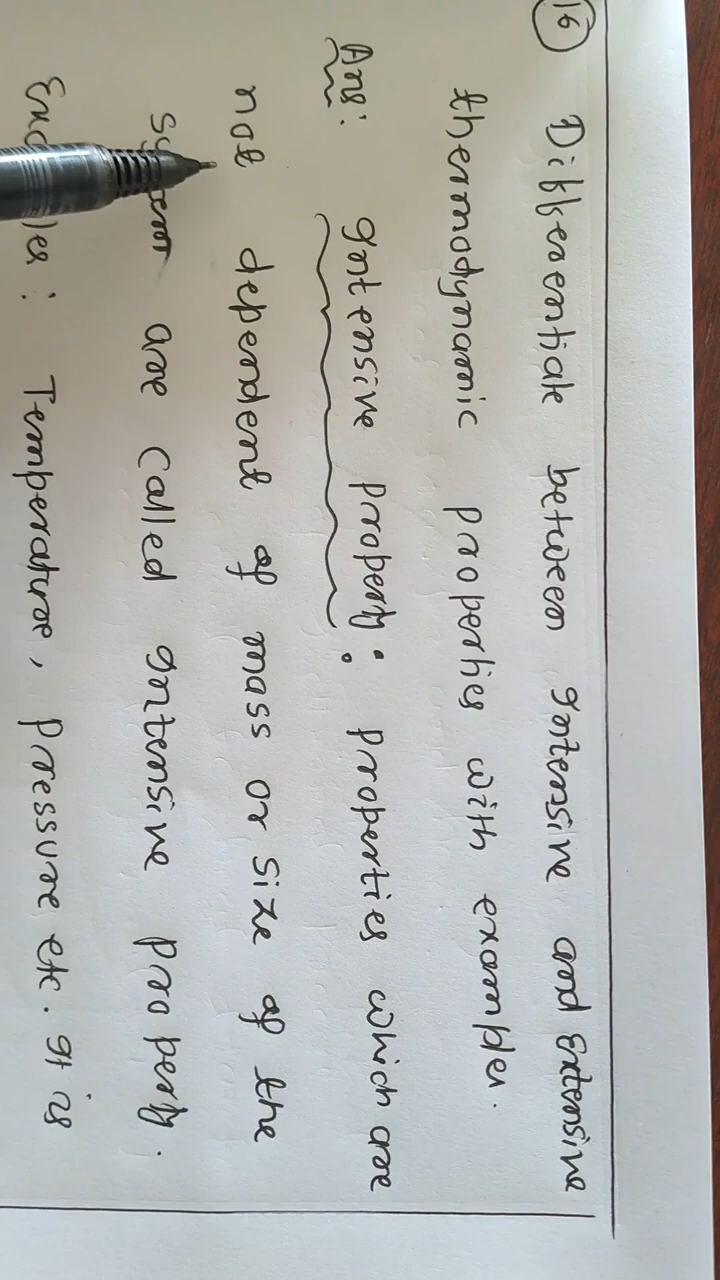 16 Differentiate between Intensive and Extensive
thermodynamic properties with examples.
Ans: Intensive property: Properties which are
not dependent of mass or size of the
are called Intensive property.
: Temperature, Pressure etc. It is